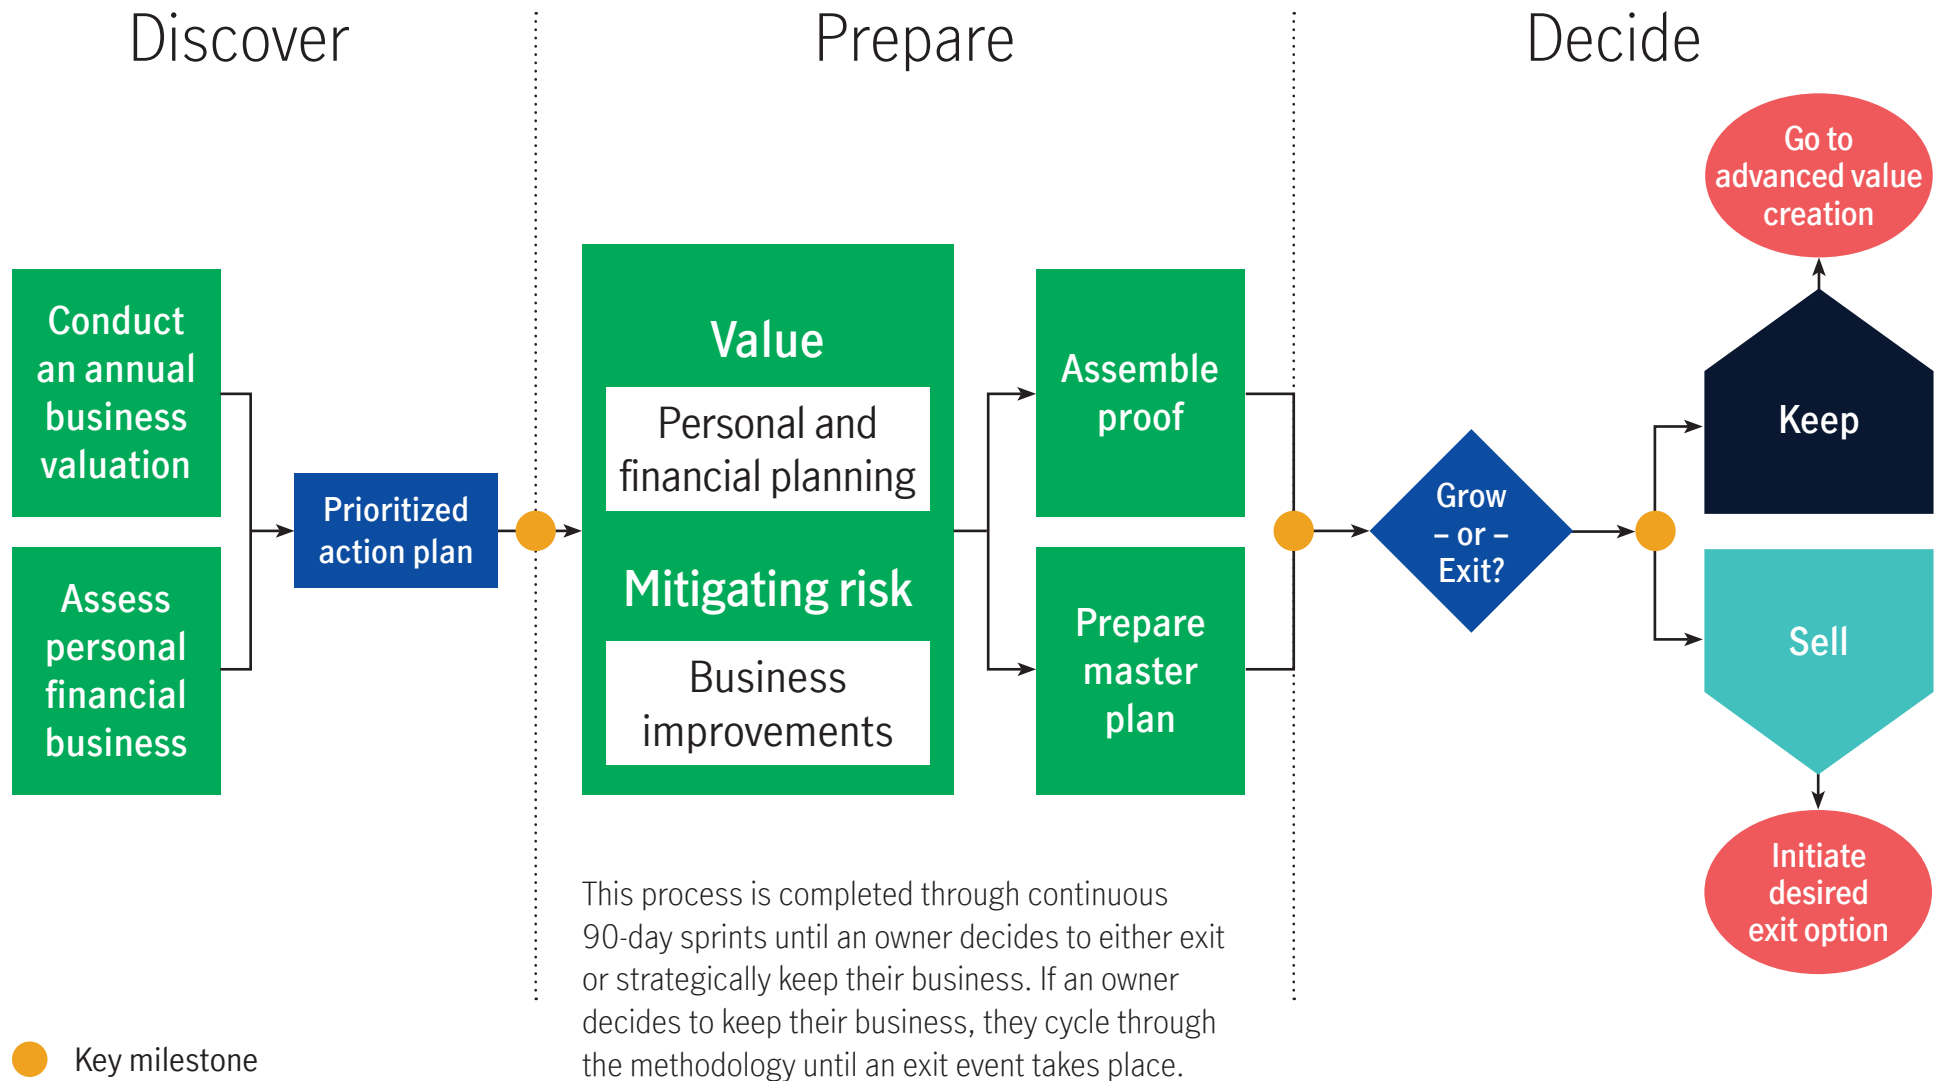 Discover
Prepare
Decide
Conduct
an annual
business
valuation
Assess
personal
financial
business
Prioritized
action plan
Value
Personal and
financial planning
Mitigating risk
Business
improvements
Assemble
proof
Prepare
master
plan
This process is completed through continuous
90-day sprints until an owner decides to either exit
or strategically keep their business. If an owner
decides to keep their business, they cycle through
the methodology until an exit event takes place.
Grow
– or –
Exit?
Go to
advanced value
creation
Keep
Sell
Initiate
desired
exit option
Key milestone